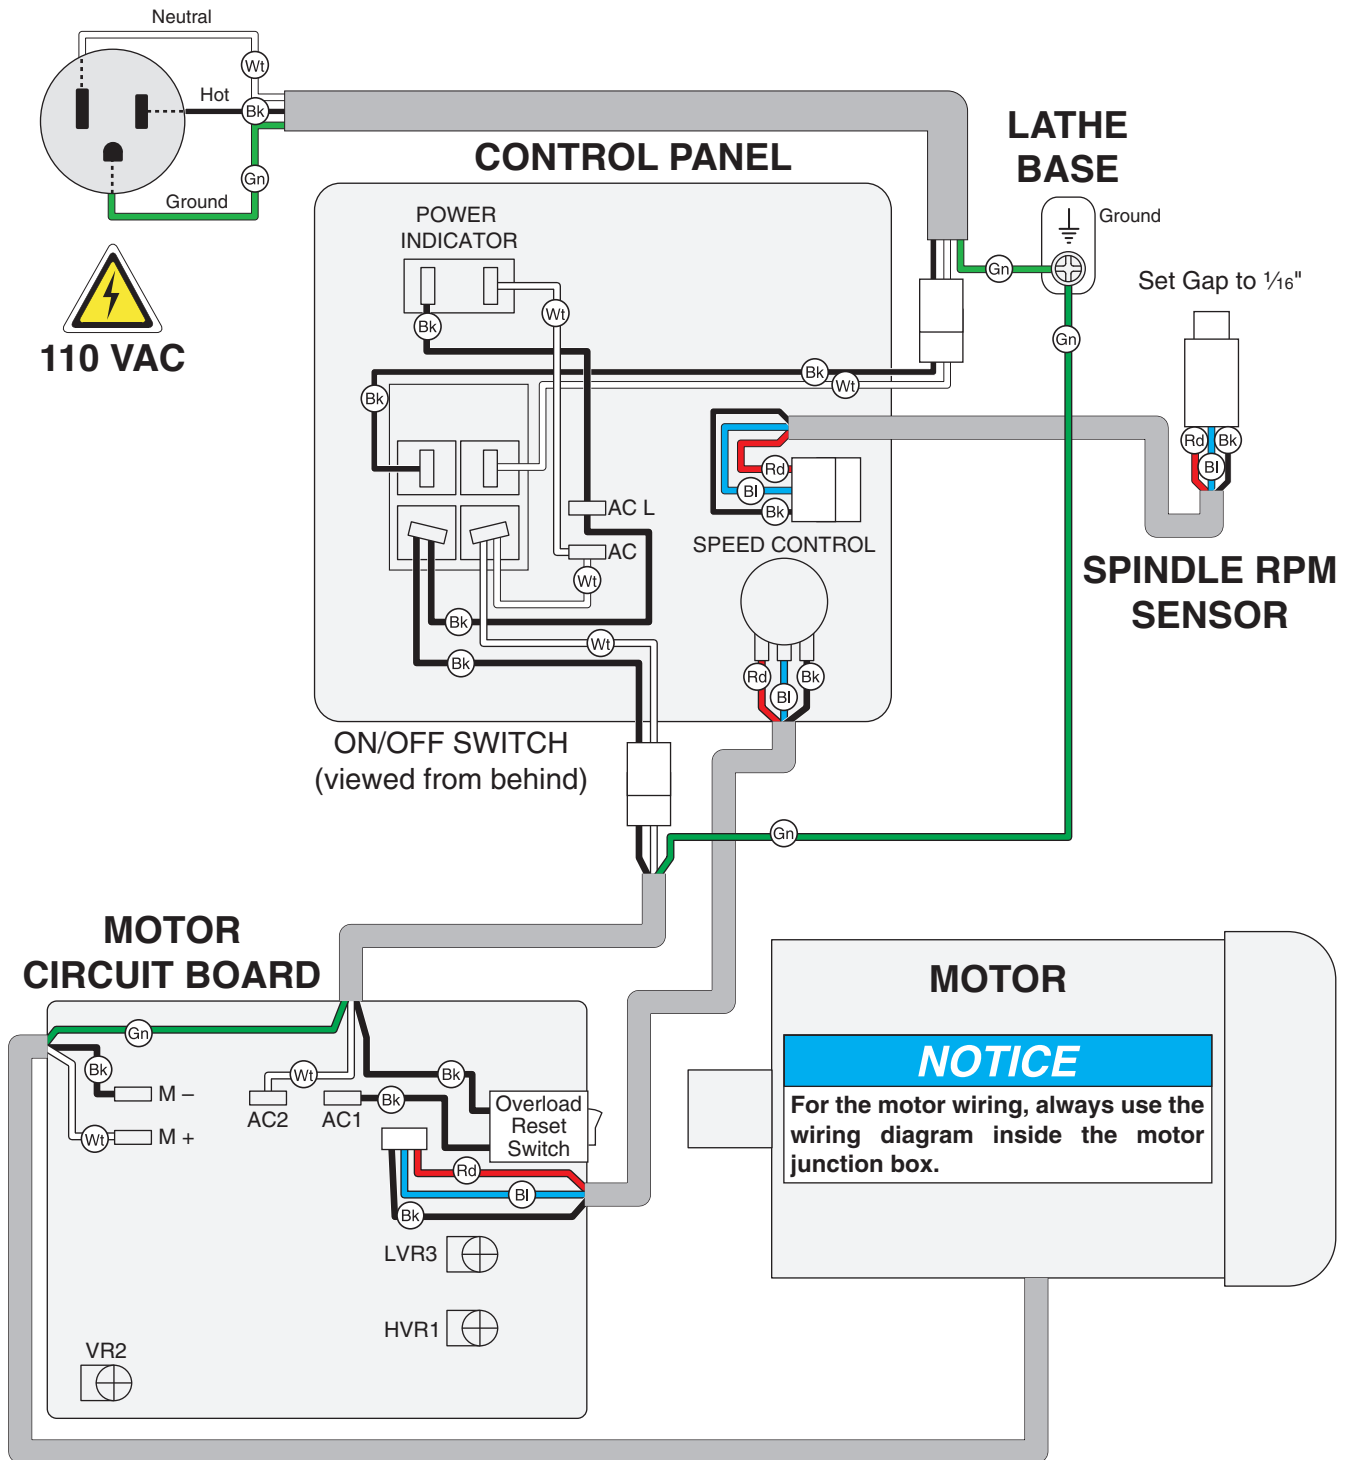 Neutral
Wt
Hot
Bk
Gn
Ground
110 VAC
CONTROL PANEL
LATHE
BASE
Ground
Gn
Gn
Set Gap to 1⁄16"
POWER
INDICATOR
Wt
Bk
Bk
Wt
Bk
Rd
Bl
Bk
AC L
AC
Wt
SPEED CONTROL
Rd
Bk
Bl
SPINDLE RPM
SENSOR
Bk
Wt
Bk
Rd
Bk
Bl
ON/OFF SWITCH
(viewed from behind)
Gn
MOTOR
CIRCUIT BOARD
Gn
Bk
M –
Wt
M +
Wt
AC2
AC1
Bk
Bk
Overload
Reset
Switch
Rd
Bl
Bk
LVR3
HVR1
VR2
MOTOR
NOTICE
For the motor wiring, always use the
wiring diagram inside the motor
junction box.